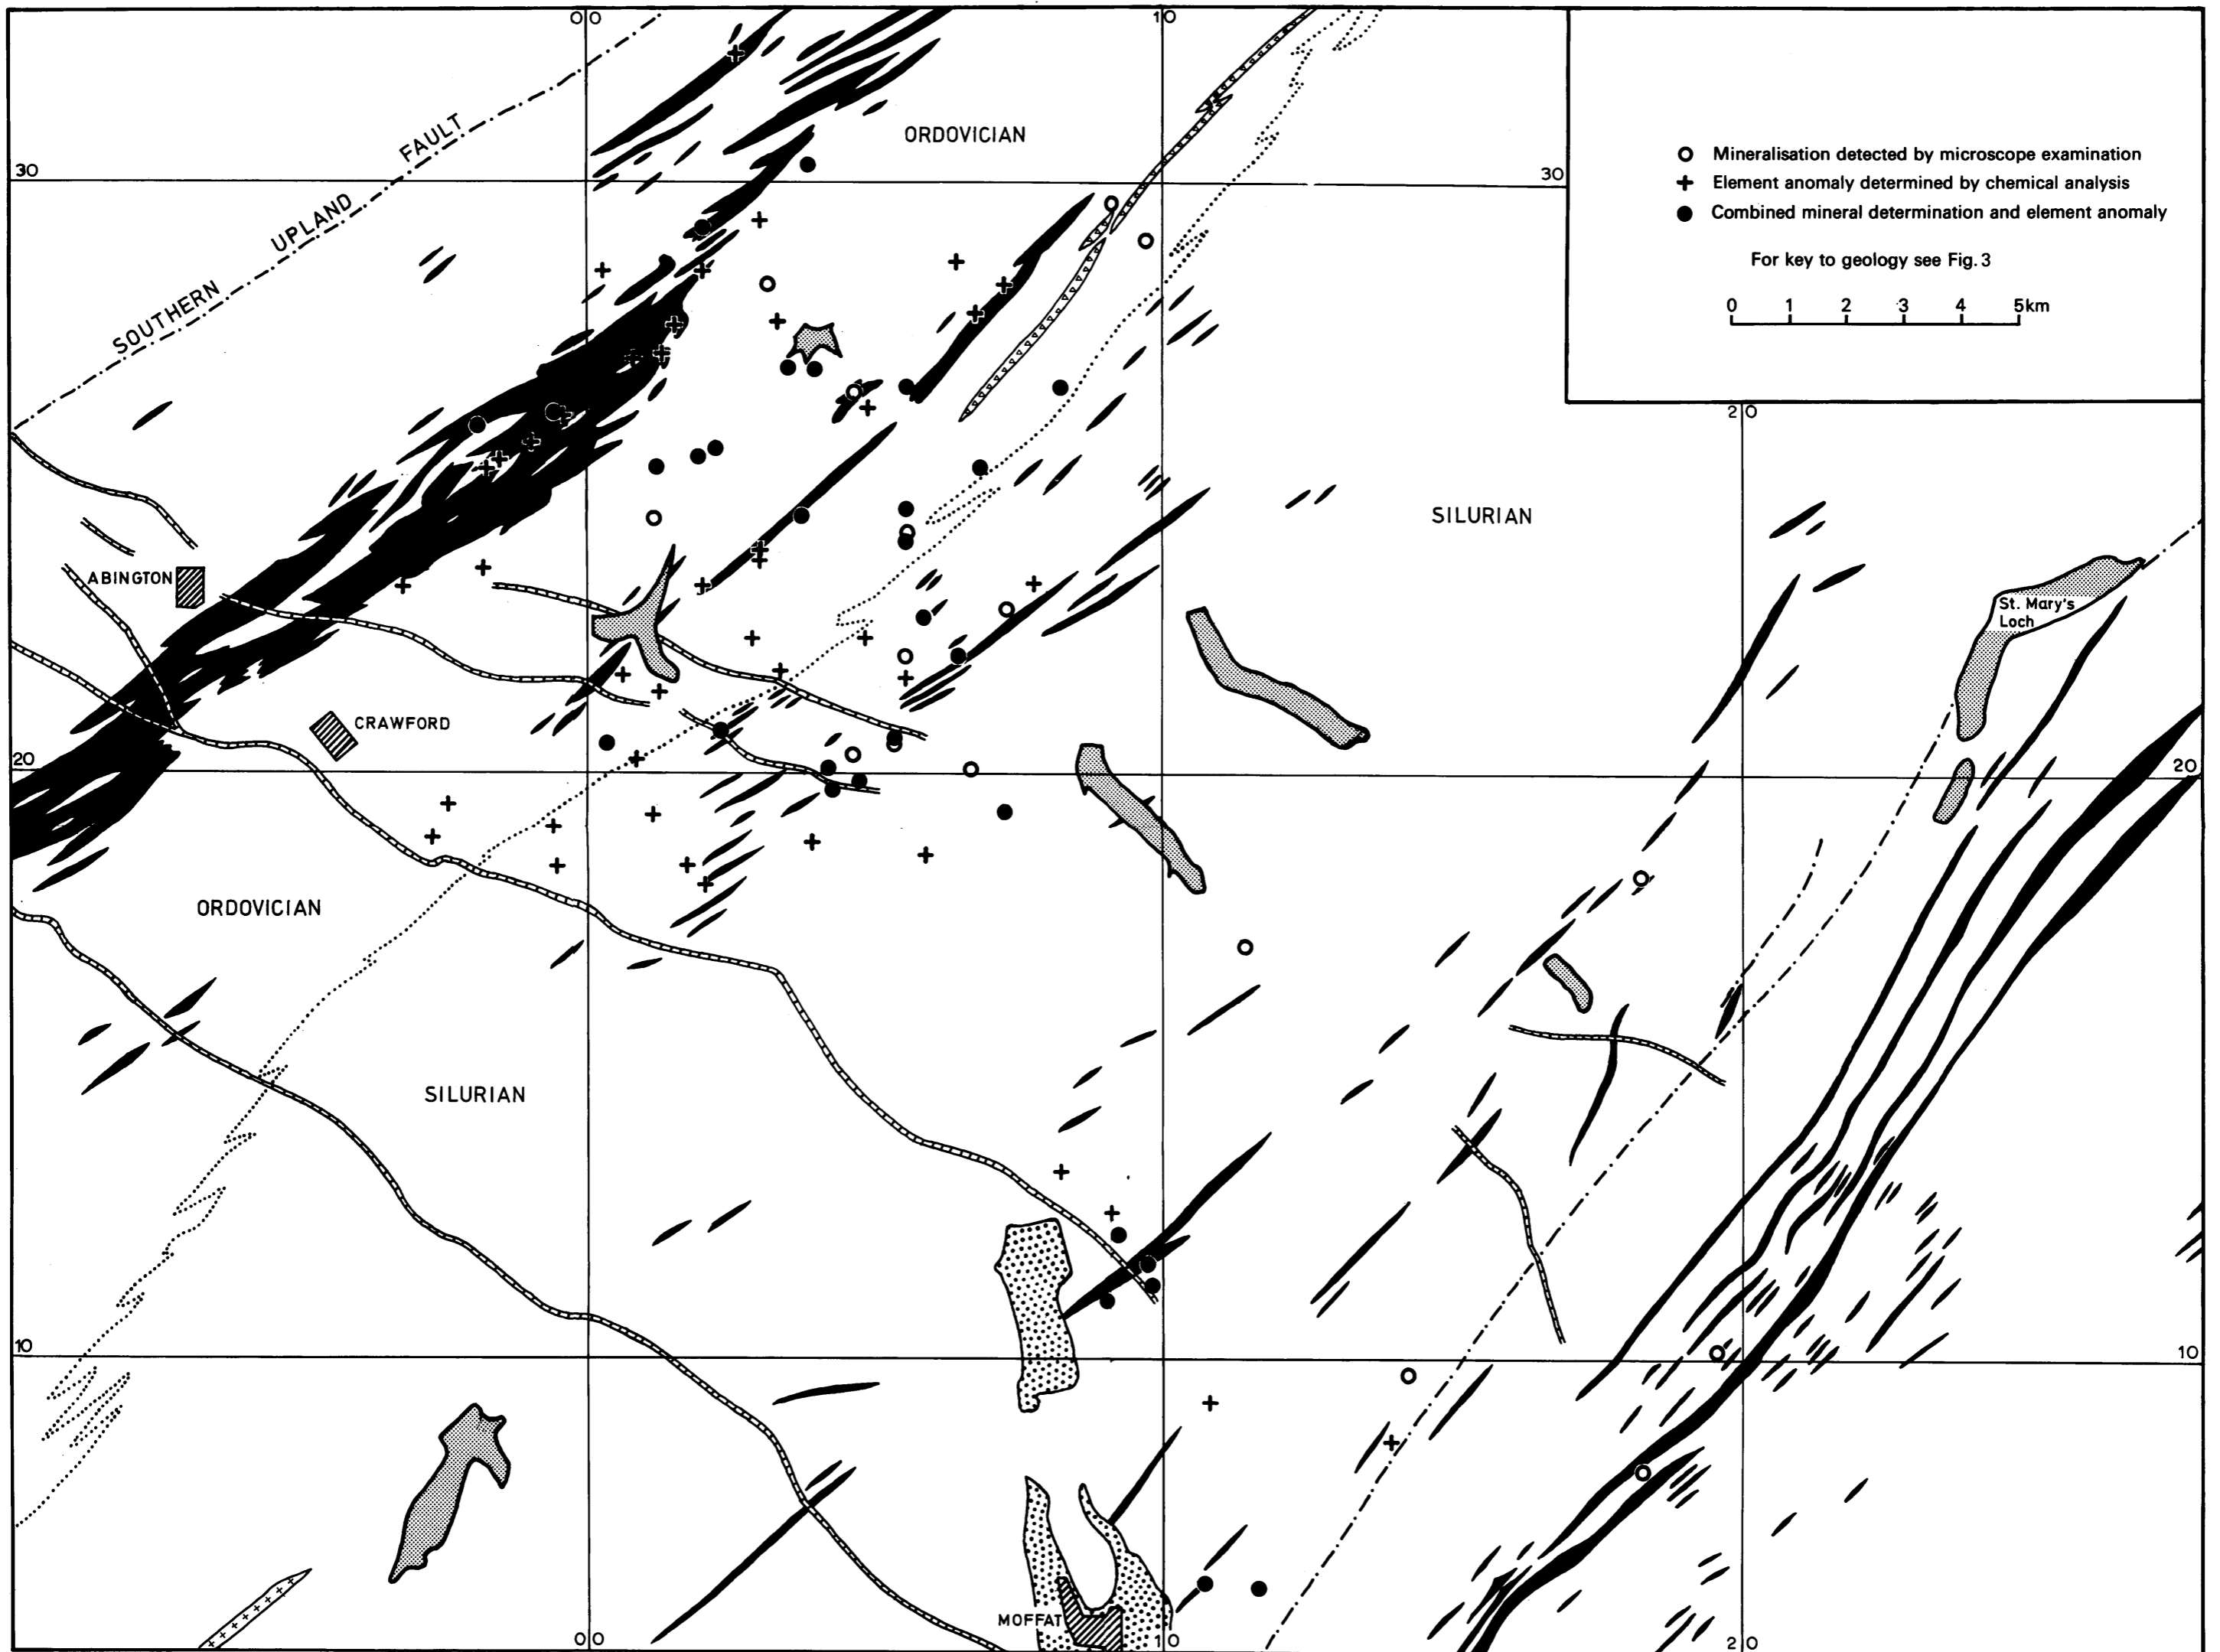 00
10
ORDOVICIAN
SOUTHERN UPLAND FAULT
30
30
Mineralisation detected by microscope examination
Element anomaly determined by chemical analysis
Combined mineral determination and element anomaly
For key to geology see Fig. 3
0 1 2 3 4 5km
20
SILURIAN
ABINGTON
St. Mary's
Loch
CRAWFORD
20
20
ORDOVICIAN
SILURIAN
10
10
MOFFAT
00
10
20